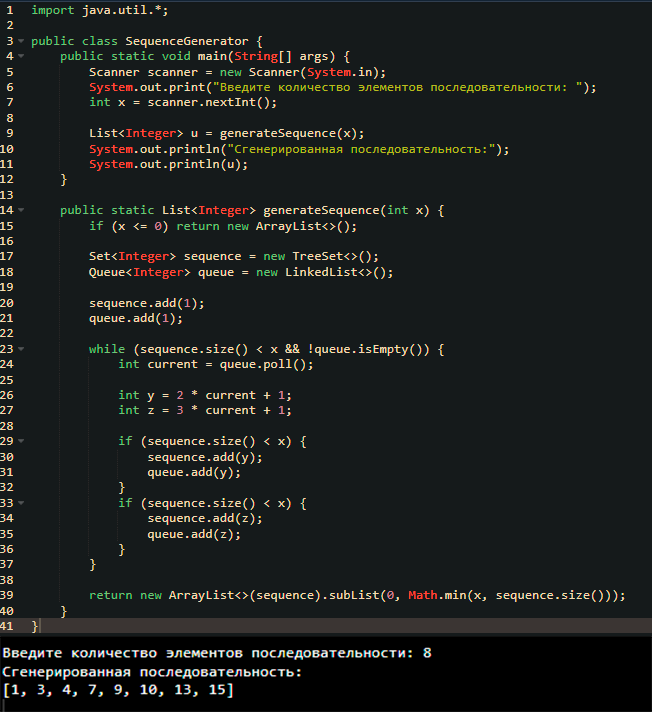 1 import java.util.*;
2
3 public class SequenceGenerator {
4     public static void main(String[] args) {
5         Scanner scanner = new Scanner(System.in);
6         System.out.print("Введите количество элементов последовательности: ");
7         int x = scanner.nextInt();
8
9         List<Integer> u = generateSequence(x);
10         System.out.println("Сгенерированная последовательность:");
11         System.out.println(u);
12     }
13
14     public static List<Integer> generateSequence(int x) {
15         if (x <= 0) return new ArrayList<>();
16
17         Set<Integer> sequence = new TreeSet<>();
18         Queue<Integer> queue = new LinkedList<>();
19
20         sequence.add(1);
21         queue.add(1);
22
23         while (sequence.size() < x && !queue.isEmpty()) {
24             int current = queue.poll();
25
26             int y = 2 * current + 1;
27             int z = 3 * current + 1;
28
29             if (sequence.size() < x) {
30                 sequence.add(y);
31                 queue.add(y);
32             }
33             if (sequence.size() < x) {
34                 sequence.add(z);
35                 queue.add(z);
36             }
37         }
38
39         return new ArrayList<>(sequence).subList(0, Math.min(x, sequence.size()));
40     }
41 }
Введите количество элементов последовательности: 8
Сгенерированная последовательность:
[1, 3, 4, 7, 9, 10, 13, 15]